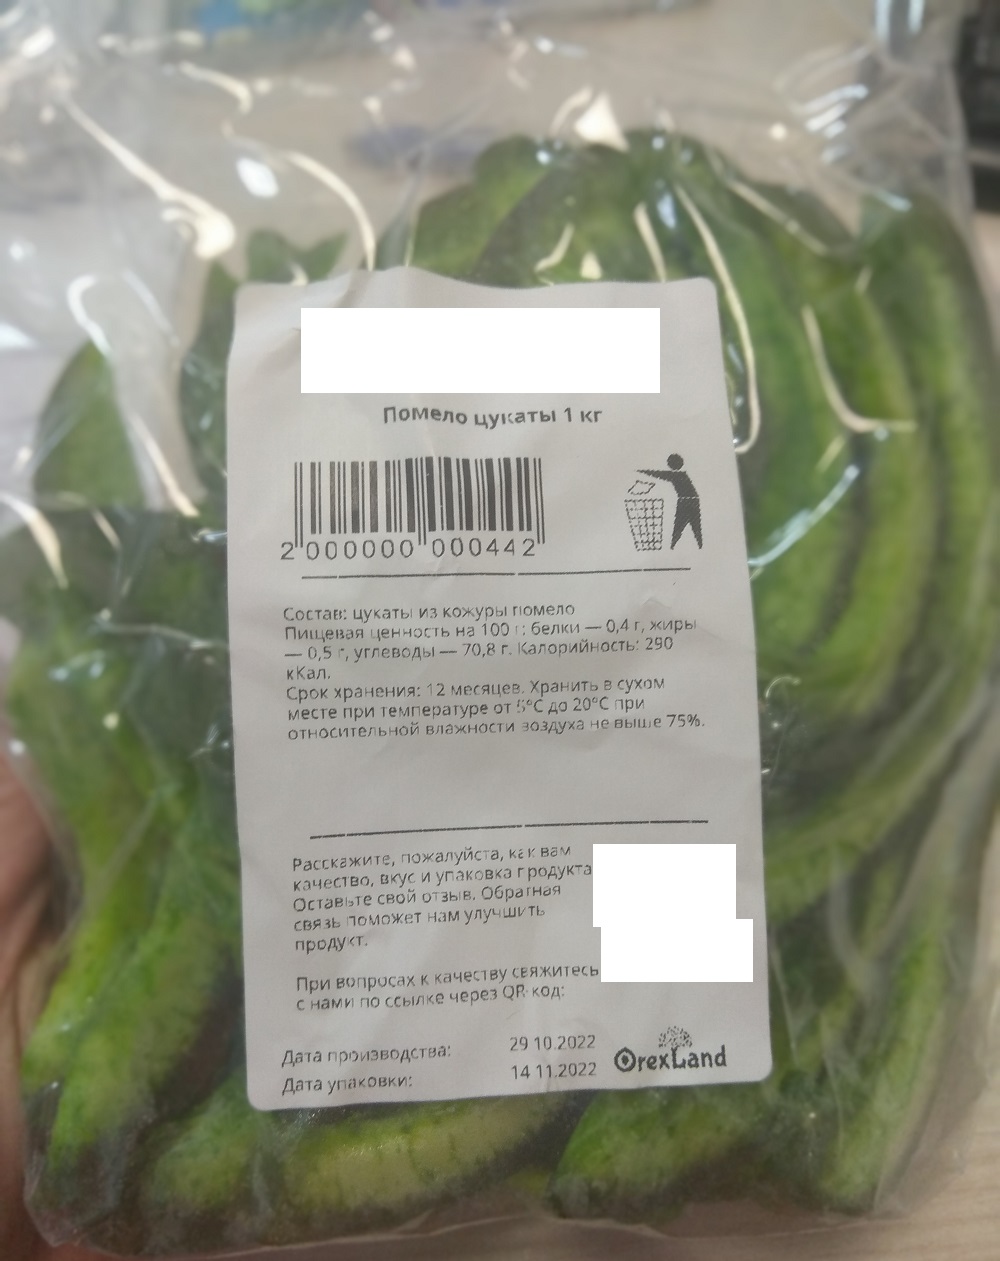 Помело цукаты 1 кг
2 000000 000442
Состав: цукаты из кожуры помело
Пищевая ценность на 100 г: белки — 0,4 г, жиры
— 0,5 г, углеводы — 70,8 г. Калорийность: 290
кКал.
Срок хранения: 12 месяцев. Хранить в сухом
месте при температуре от 5°С до 20°С при
относительной влажности воздуха не выше 75%.
Расскажите, пожалуйста, как вам
качество, вкус и упаковка продукта
Оставьте свой отзыв. Обратная
связь поможет нам улучшить
продукт.
При вопросах к качеству свяжитесь
с нами по ссылке через QR-код:
Дата производства: 29 10.2022
Дата упаковки: 14 11.2022
OrexLand